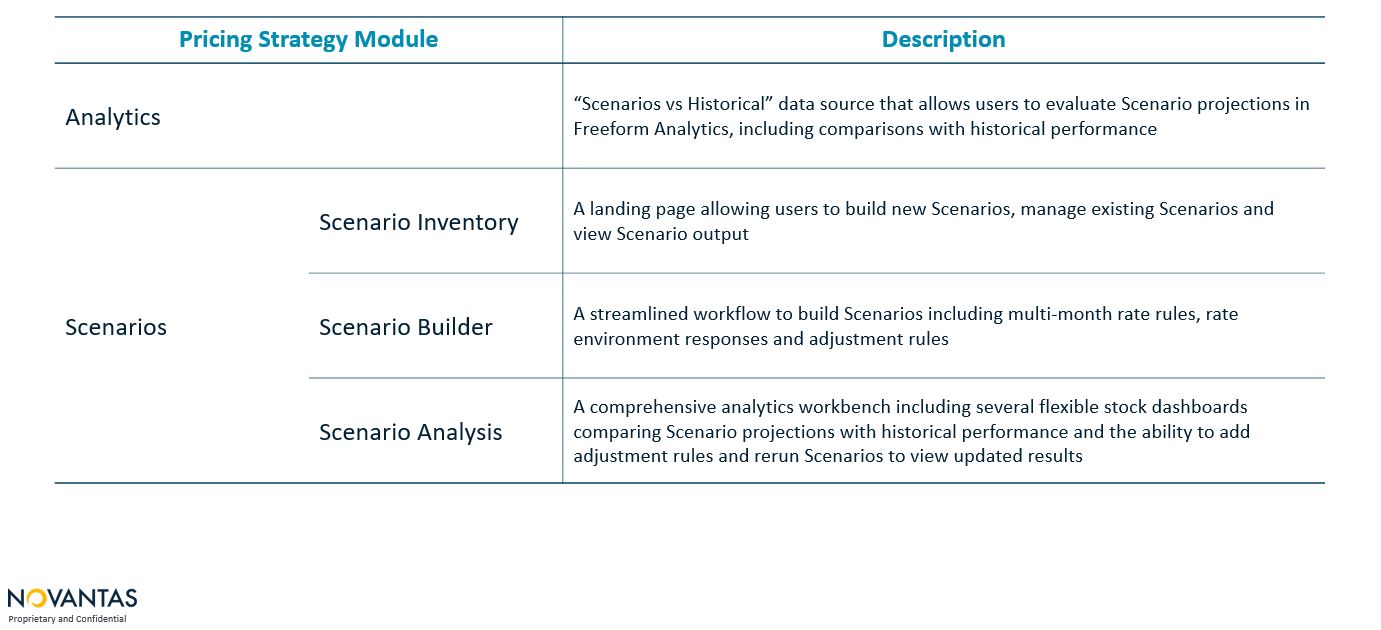 Pricing Strategy Module
Description
Analytics
“Scenarios vs Historical” data source that allows users to evaluate Scenario projections in
Freeform Analytics, including comparisons with historical performance
Scenarios
Scenario Inventory
A landing page allowing users to build new Scenarios, manage existing Scenarios and
view Scenario output
Scenario Builder
A streamlined workflow to build Scenarios including multi-month rate rules, rate
environment responses and adjustment rules
Scenario Analysis
A comprehensive analytics workbench including several flexible stock dashboards
comparing Scenario projections with historical performance and the ability to add
adjustment rules and rerun Scenarios to view updated results
NOVANTAS
Proprietary and Confidential